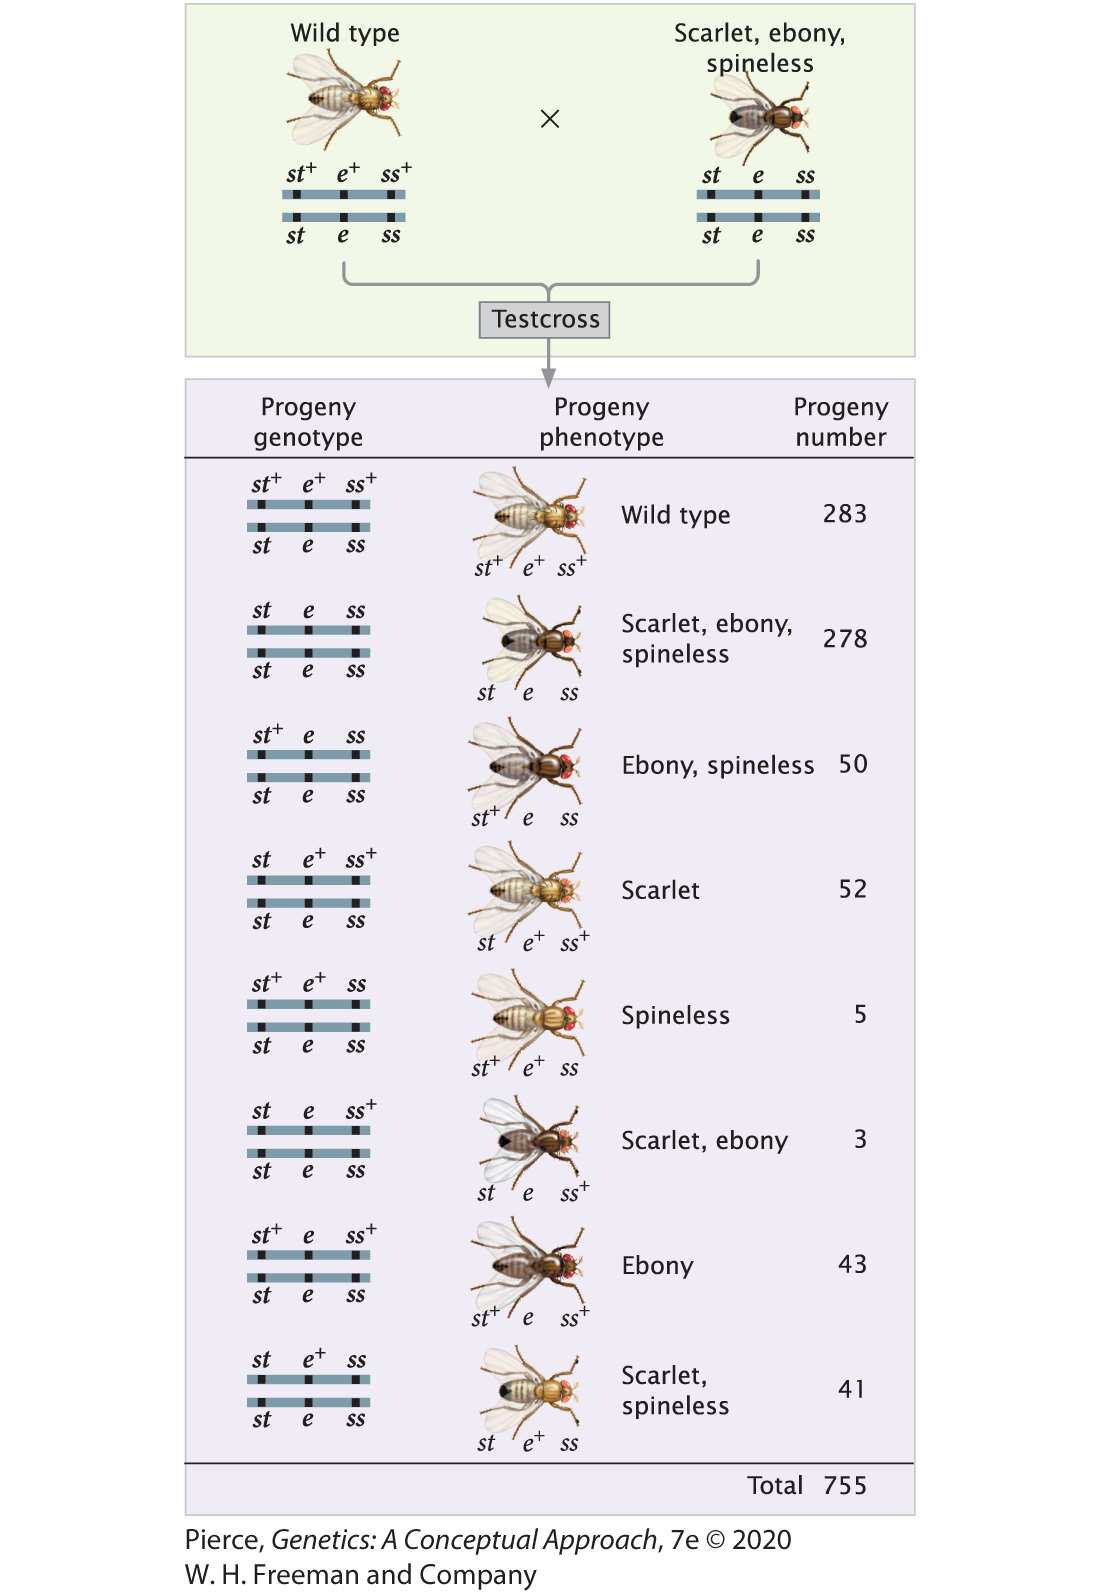 Wild type
Scarlet, ebony,
spineless
×
st+ e+ ss+
st e ss
st e ss
st e ss
Testcross
Progeny genotype
Progeny phenotype
Progeny number
st+ e+ ss+
st e ss
st+ e+ ss+
Wild type 283
st e ss
st e ss
st e ss
Scarlet, ebony,
spineless
278
st+ e ss
st e ss
st+ e ss
Ebony, spineless 50
st e+ ss+
st e ss
st e+ ss+
Scarlet 52
st+ e+ ss
st e ss
st+ e+ ss
Spineless 5
st e ss+
st e ss
st e ss+
Scarlet, ebony 3
st+ e ss+
st e ss
st+ e ss+
Ebony 43
st e+ ss
st e ss
st e+ ss
Scarlet,
spineless
41
Total 755
Pierce, Genetics: A Conceptual Approach, 7e © 2020
W. H. Freeman and Company